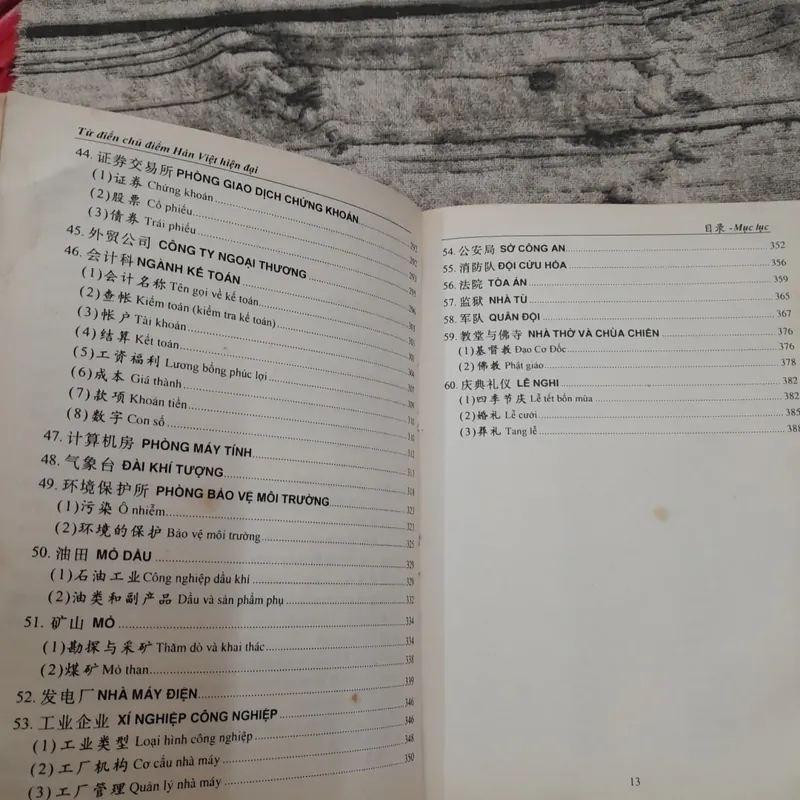 Từ điển chủ điểm Hán Việt hiện đại
44. 证券交易所 PHÒNG GIAO DỊCH CHỨNG KHOÁN
(1) 证券 Chứng khoán
(2) 股票 Cổ phiếu
(3) 债券 Trái phiếu
45. 外贸公司 CÔNG TY NGOẠI THƯƠNG
46. 会计科 NGÀNH KẾ TOÁN
(1) 会计名称 Tên gọi về kế toán
(2) 查帐 Kiểm toán (kiểm tra kế toán)
(3) 帐户 Tài khoản
(4) 结算 Kết toán
(5) 工资福利 Lương bổng phúc lợi
(6) 成本 Giá thành
(7) 款项 Khoản tiền
(8) 数字 Con số
47. 计算机房 PHÒNG MÁY TÍNH
48. 气象台 ĐÀI KHÍ TƯỢNG
49. 环境保护所 PHÒNG BẢO VỆ MÔI TRƯỜNG
(1) 污染 Ô nhiễm 323
(2) 环境的保护 Bảo vệ môi trường 325
50. 油田 MỎ DẦU 329
(1) 石油工业 Công nghiệp dầu khí 329
(2) 油类和副产品 Dầu và sản phẩm phụ 332
51. 矿山 MỎ 334
(1) 勘探与采矿 Thăm dò và khai thác 334
(2) 煤矿 Mỏ than 338
52. 发电厂 NHÀ MÁY ĐIỆN 339
53. 工业企业 XÍ NGHIỆP CÔNG NGHIỆP 346
(1) 工业类型 Loại hình công nghiệp 346
(2) 工厂机构 Cơ cấu nhà máy 348
(3) 工厂管理 Quản lý nhà máy 350
目录 - Mục lục
54. 公安局 SỞ CÔNG AN 352
55. 消防队 ĐỘI CỨU HỎA 356
56. 法院 TÒA ÁN 359
57. 监狱 NHÀ TÙ 365
58. 军队 QUÂN ĐỘI 367
59. 教堂与佛寺 NHÀ THỜ VÀ CHÙA CHIỀN 376
(1) 基督教 Đạo Cơ Đốc 376
(2) 佛教 Phật giáo 378
60. 庆典礼仪 LỄ NGHI 382
(1) 四季节庆 Lễ tết bốn mùa 382
(2) 婚礼 Lễ cưới 385
(3) 葬礼 Tang lễ 388
13